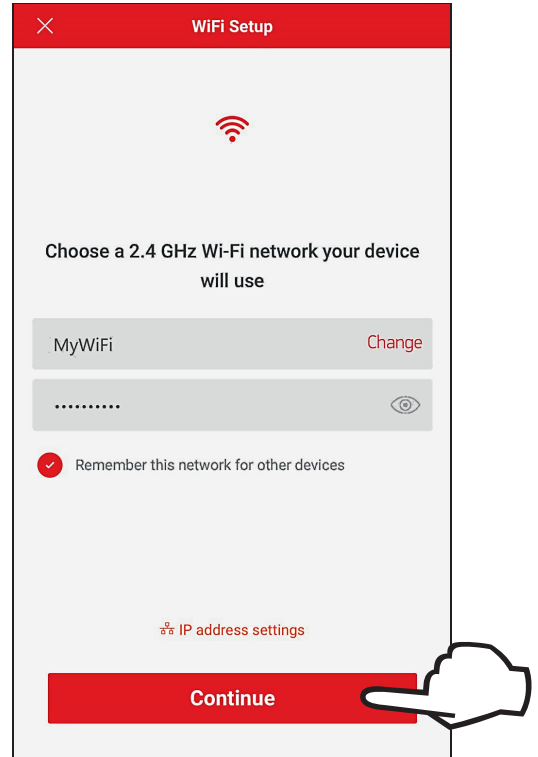 WiFi Setup
Choose a 2.4 GHz Wi-Fi network your device
will use
MyWiFi Change
••••••••••
Remember this network for other devices
IP address settings
Continue